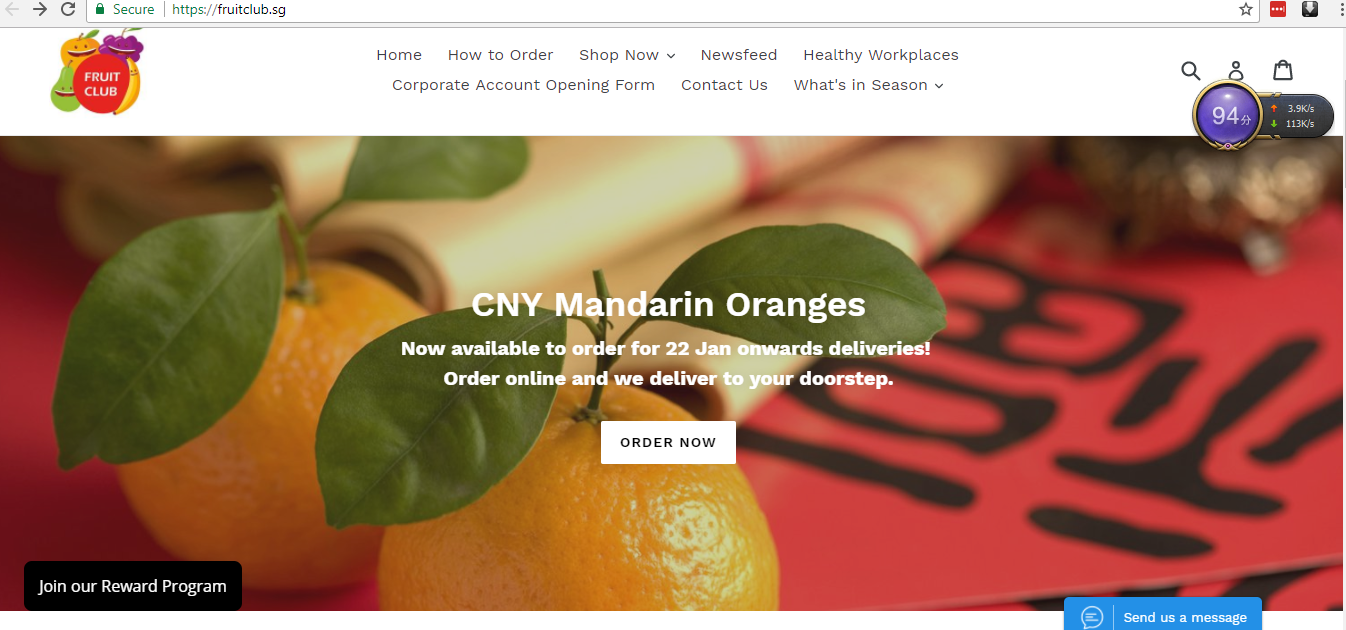 Secure
https://fruitclub.sg
FRUIT
CLUB
Home How to Order Shop Now Newsfeed Healthy Workplaces
Corporate Account Opening Form Contact Us What's in Season
94分
3.9K/s
113K/s
CNY Mandarin Oranges
Now available to order for 22 Jan onwards deliveries!
Order online and we deliver to your doorstep.
ORDER NOW
Join our Reward Program
Send us a message